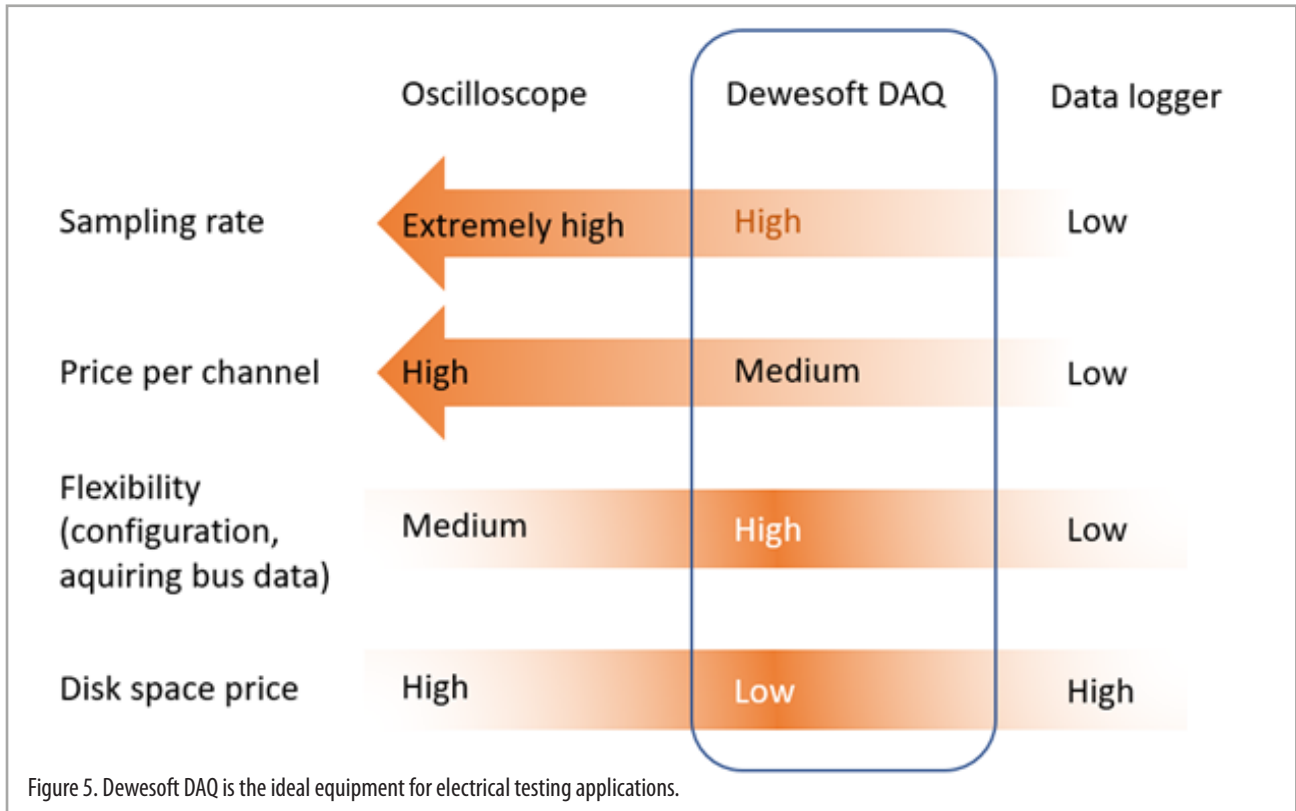 Oscilloscope Dewesoft DAQ Data logger
Sampling rate Extremely high High Low
Price per channel High Medium Low
Flexibility
(configuration,
aquiring bus data) Medium High Low
Disk space price High Low High
Figure 5. Dewesoft DAQ is the ideal equipment for electrical testing applications.